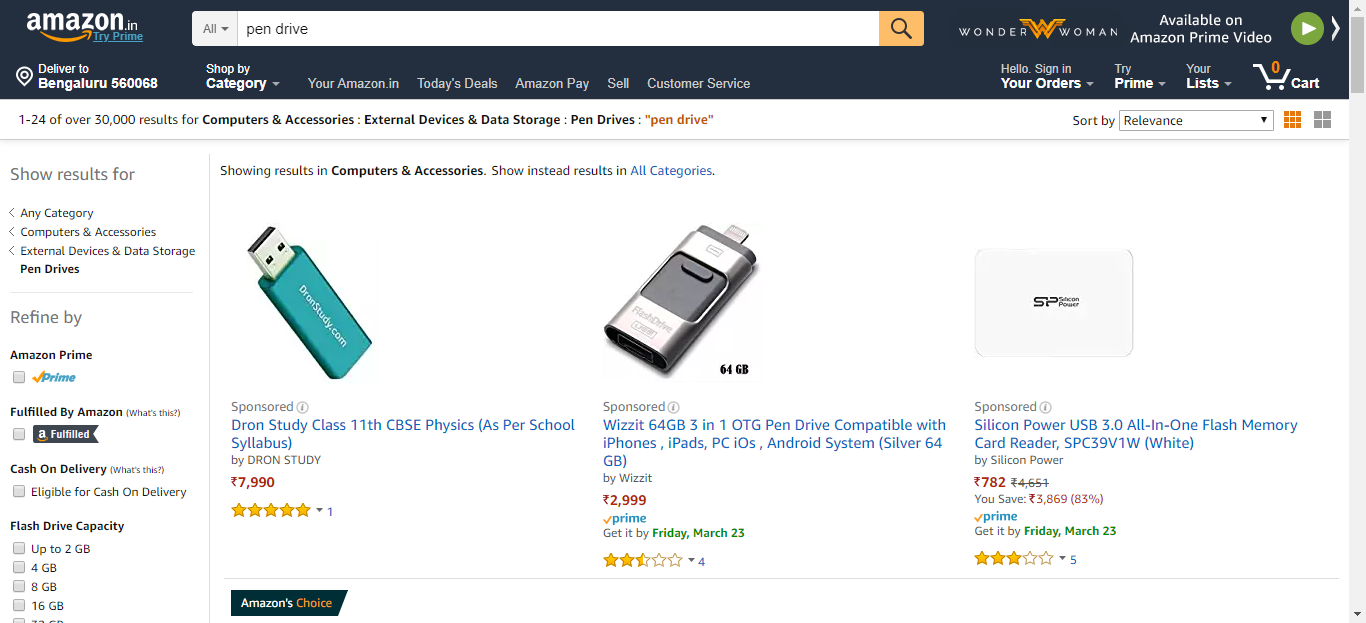 amazon.in
Try Prime
All
pen drive
WONDER WOMAN
Available on
Amazon Prime Video
Deliver to
Bengaluru 560068
Shop by
Category
Your Amazon.in
Today's Deals
Amazon Pay
Sell
Customer Service
Hello. Sign in
Your Orders
Try
Prime
Your
Lists
0
Cart
1-24 of over 30,000 results for Computers & Accessories : External Devices & Data Storage : Pen Drives : "pen drive"
Sort by Relevance
Show results for
Any Category
Computers & Accessories
External Devices & Data Storage
Pen Drives
Refine by
Amazon Prime
Prime
Fulfilled By Amazon (What's this?)
a Fulfilled
Cash On Delivery (What's this?)
Eligible for Cash On Delivery
Flash Drive Capacity
Up to 2 GB
4 GB
8 GB
16 GB
32 GB
Showing results in Computers & Accessories. Show instead results in All Categories.
DronStudy.com
Sponsored
Dron Study Class 11th CBSE Physics (As Per School
Syllabus)
by DRON STUDY
₹7,990
1
FlashDrive
USB
64 GB
Sponsored
Wizzit 64GB 3 in 1 OTG Pen Drive Compatible with
iPhones , iPads, PC iOs , Android System (Silver 64
GB)
by Wizzit
₹2,999
prime
Get it by Friday, March 23
4
SP Silicon
Power
Sponsored
Silicon Power USB 3.0 All-In-One Flash Memory
Card Reader, SPC39V1W (White)
by Silicon Power
₹782 ₹4,651
You Save: ₹3,869 (83%)
prime
Get it by Friday, March 23
5
Amazon's Choice